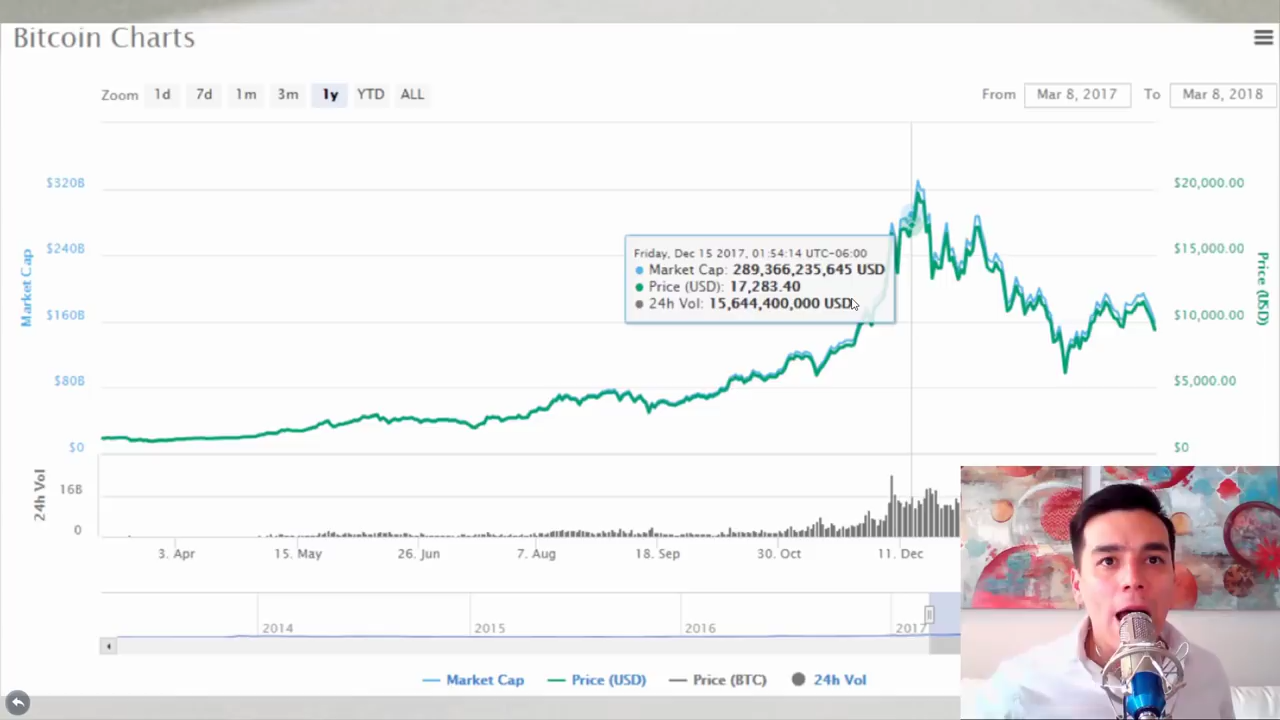 Bitcoin Charts
Zoom 1d 7d 1m 3m 1y YTD ALL
From Mar 8, 2017 To Mar 8, 2018
$320B
$240B
$160B
$80B
$0
Market Cap
$20,000.00
$15,000.00
$10,000.00
$5,000.00
$0
Price (USD)
Friday, Dec 15 2017, 01:54:14 UTC-06:00
Market Cap: 289,366,235,645 USD
Price (USD): 17,283.40
24h Vol: 15,644,400,000 USD
24h Vol
16B
0
3. Apr 15. May 26. Jun 7. Aug 18. Sep 30. Oct 11. Dec
2014 2015 2016 2017
Market Cap Price (USD) Price (BTC) 24h Vol